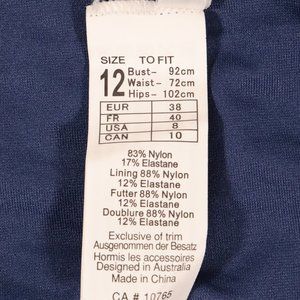 SIZE TO FIT
12 Bust- 92cm
Waist- 72cm
Hips- 102cm
EUR 38
FR 40
USA 8
CAN 10
83% Nylon
17% Elastane
Lining 88% Nylon
12% Elastane
Futter 88% Nylon
12% Elastane
Doublure 88% Nylon
12% Elastane
Exclusive of trim
Ausgenommen der Besatz
Hormis les accessoires
Designed in Australia
Made in China
CA # 10765